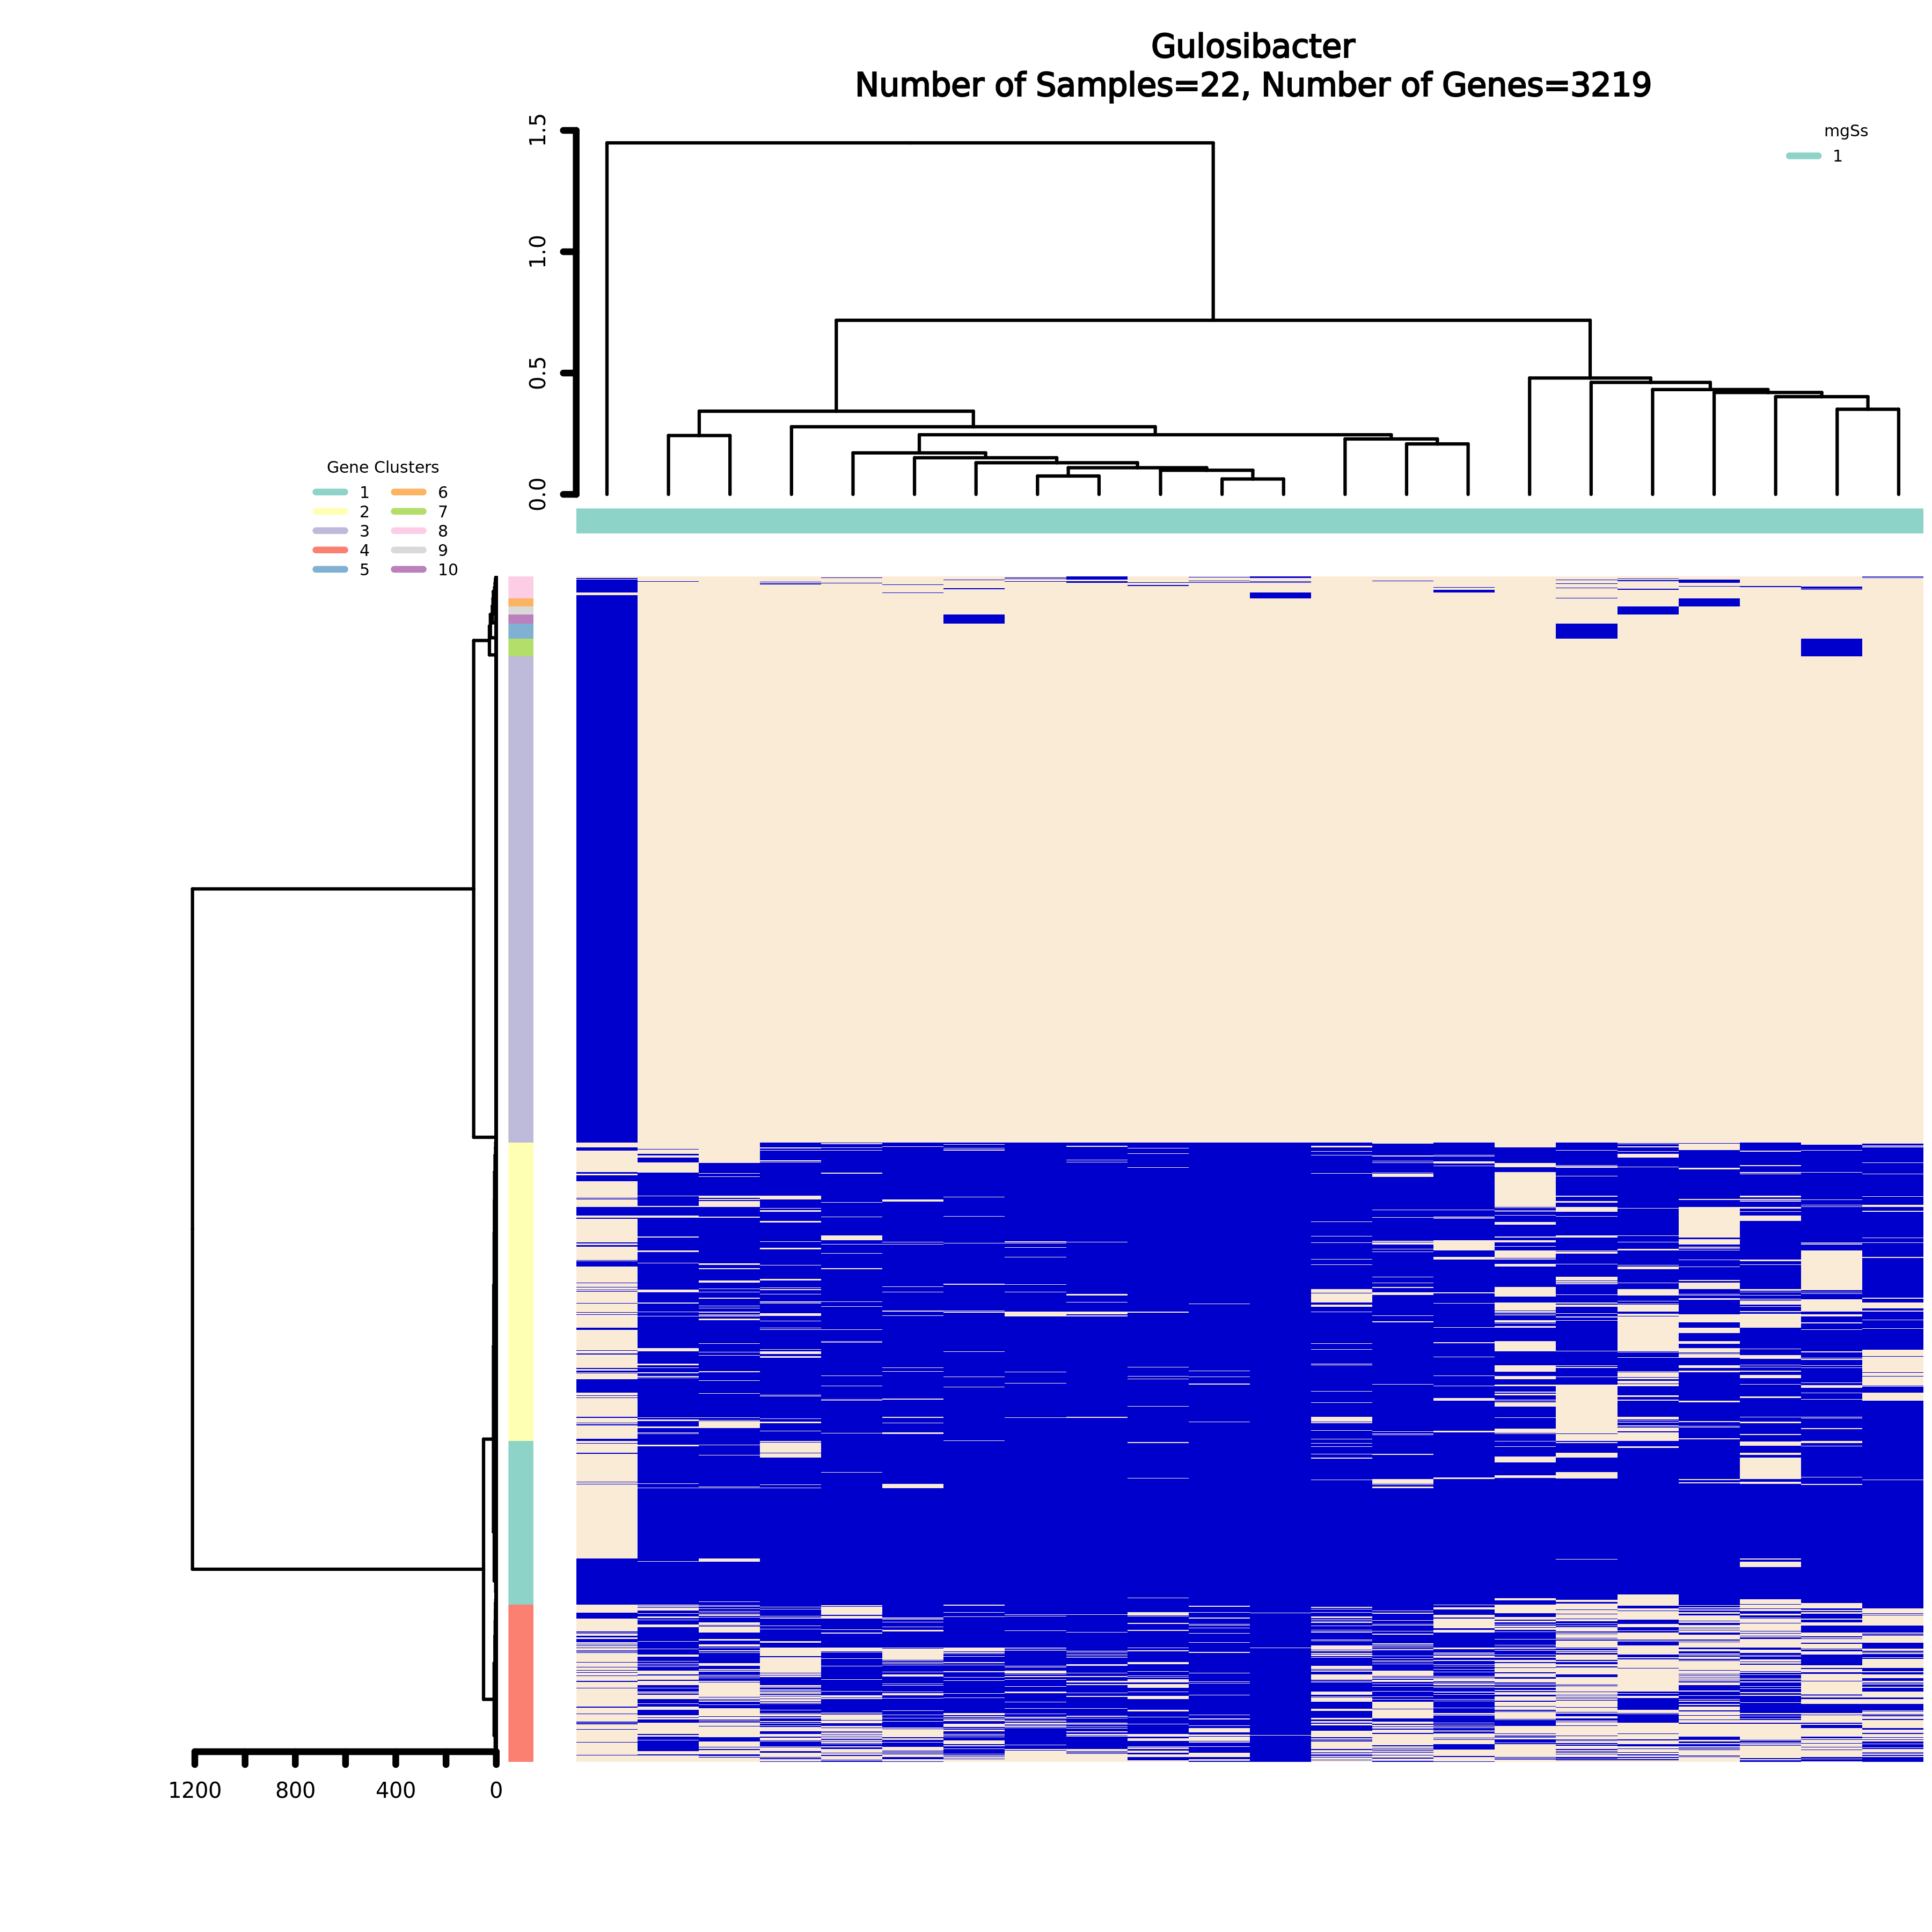 Gulosibacter
Number of Samples=22, Number of Genes=3219
mgSs
1
0.0 0.5 1.0 1.5
Gene Clusters
1 6
2 7
3 8
4 9
5 10
1200 800 400 0